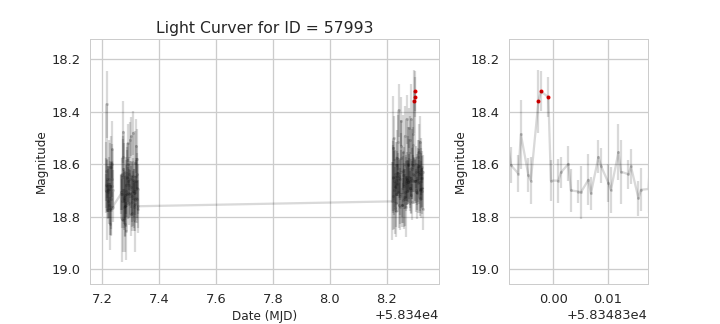 Light Curver for ID = 57993
Magnitude
18.2
18.4
18.6
18.8
19.0
7.2 7.4 7.6 7.8 8.0 8.2
Date (MJD)
+5.834e4
Magnitude
18.2
18.4
18.6
18.8
19.0
0.00 0.01
+5.83483e4